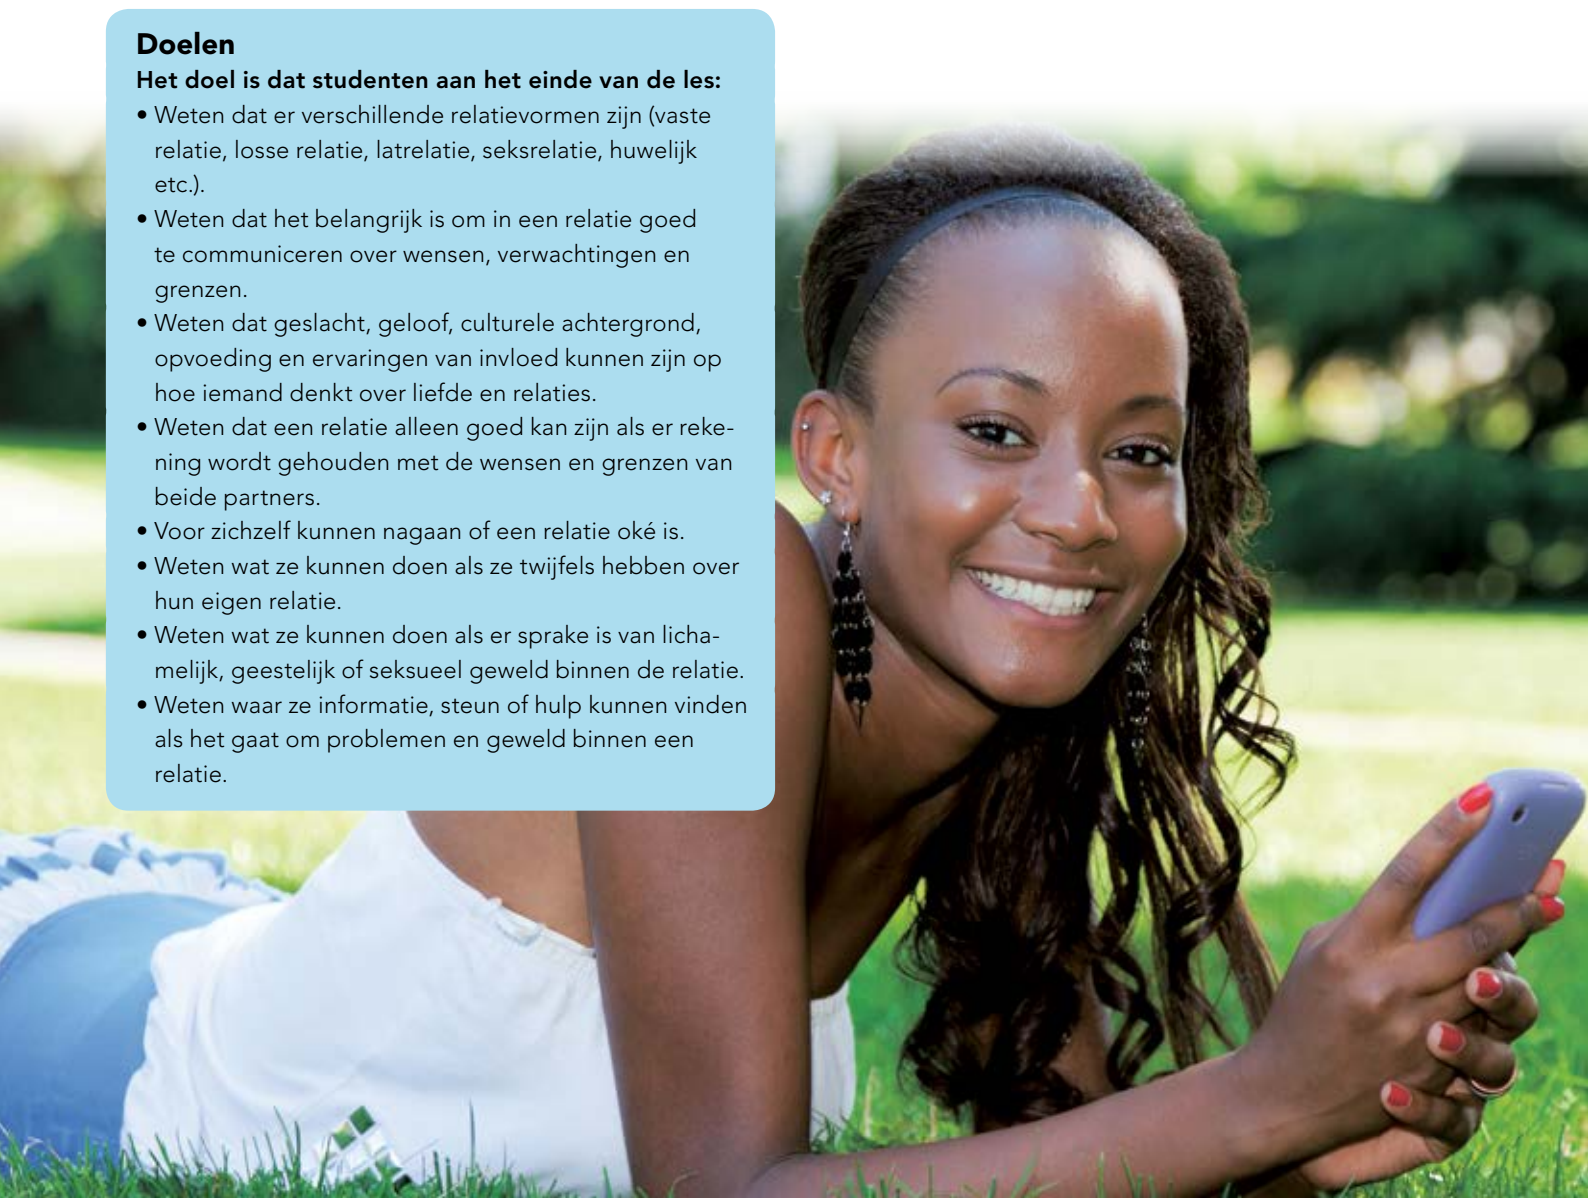 Doelen
Het doel is dat studenten aan het einde van de les:
• Weten dat er verschillende relatievormen zijn (vaste
relatie, losse relatie, latrelatie, seksrelatie, huwelijk
etc.).
• Weten dat het belangrijk is om in een relatie goed
te communiceren over wensen, verwachtingen en
grenzen.
• Weten dat geslacht, geloof, culturele achtergrond,
opvoeding en ervaringen van invloed kunnen zijn op
hoe iemand denkt over liefde en relaties.
• Weten dat een relatie alleen goed kan zijn als er reke-
ning wordt gehouden met de wensen en grenzen van
beide partners.
• Voor zichzelf kunnen nagaan of een relatie oké is.
• Weten wat ze kunnen doen als ze twijfels hebben over
hun eigen relatie.
• Weten wat ze kunnen doen als er sprake is van licha-
melijk, geestelijk of seksueel geweld binnen de relatie.
• Weten waar ze informatie, steun of hulp kunnen vinden
als het gaat om problemen en geweld binnen een
relatie.